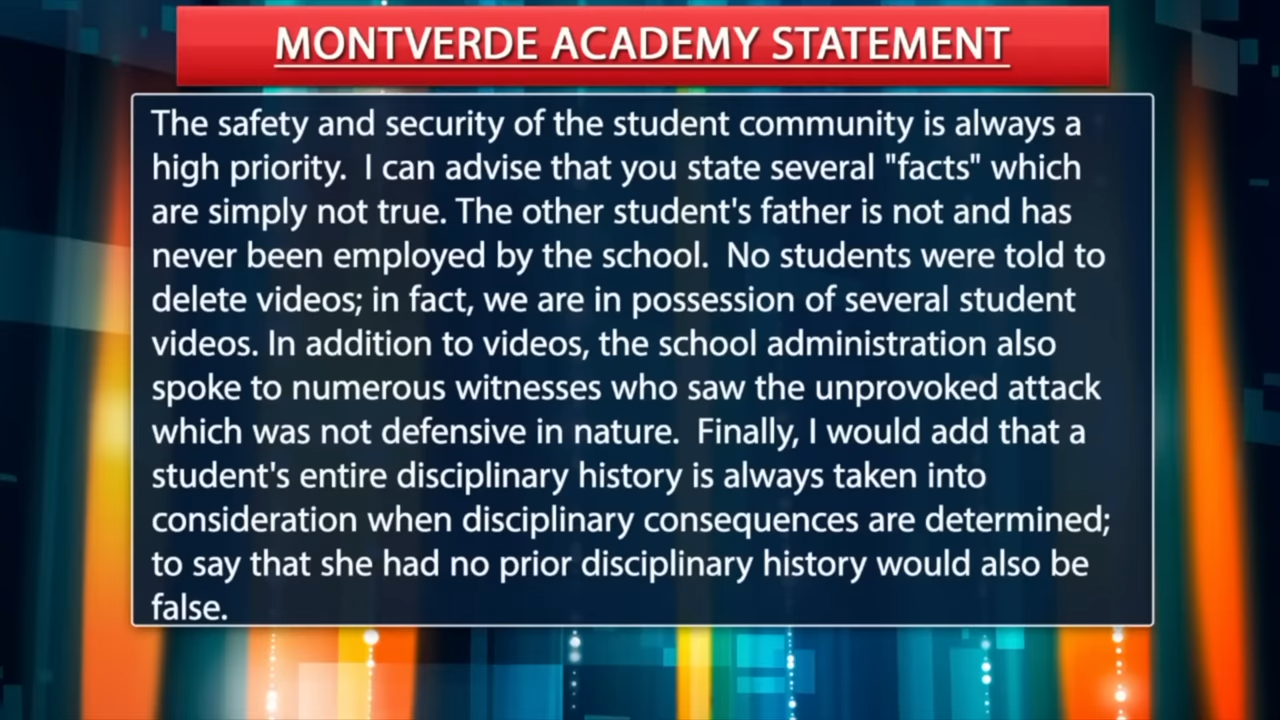 MONTVERDE ACADEMY STATEMENT
The safety and security of the student community is always a
high priority.  I can advise that you state several "facts" which
are simply not true. The other student's father is not and has
never been employed by the school.  No students were told to
delete videos; in fact, we are in possession of several student
videos. In addition to videos, the school administration also
spoke to numerous witnesses who saw the unprovoked attack
which was not defensive in nature.  Finally, I would add that a
student's entire disciplinary history is always taken into
consideration when disciplinary consequences are determined;
to say that she had no prior disciplinary history would also be
false.